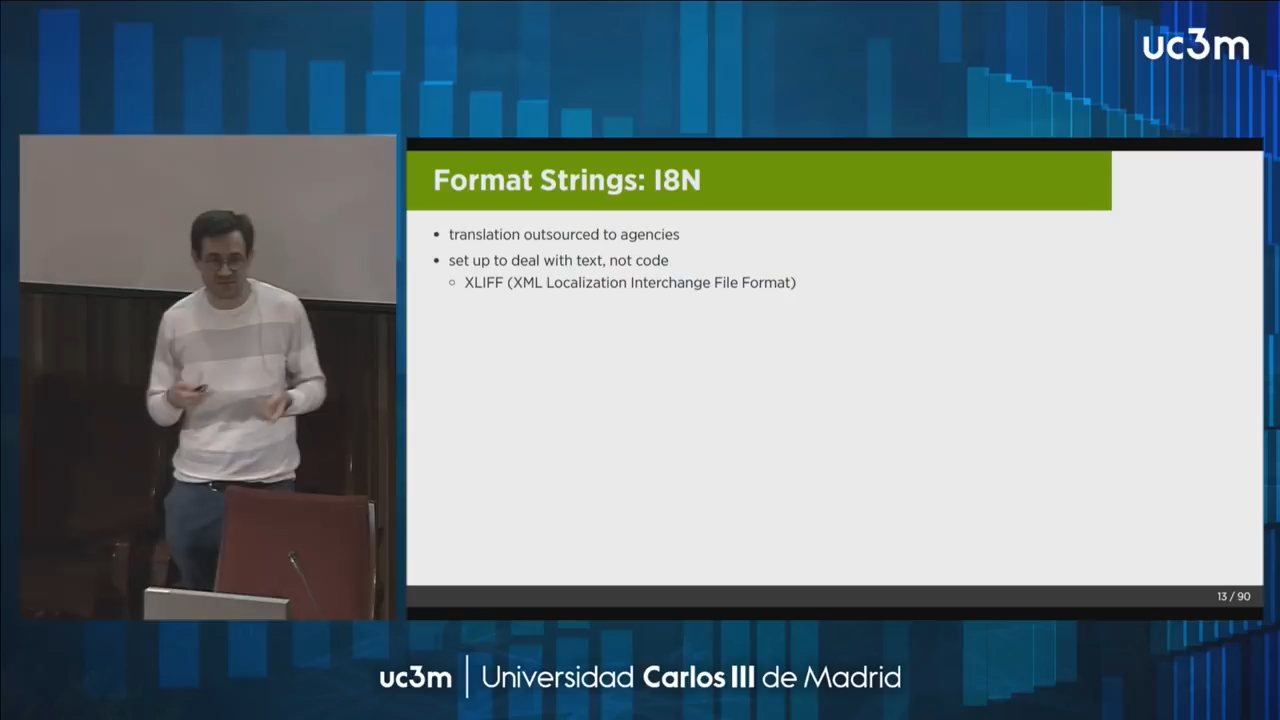 uc3m
Format Strings: I8N
• translation outsourced to agencies
• set up to deal with text, not code
○ XLIFF (XML Localization Interchange File Format)
13 / 90
uc3m | Universidad Carlos III de Madrid